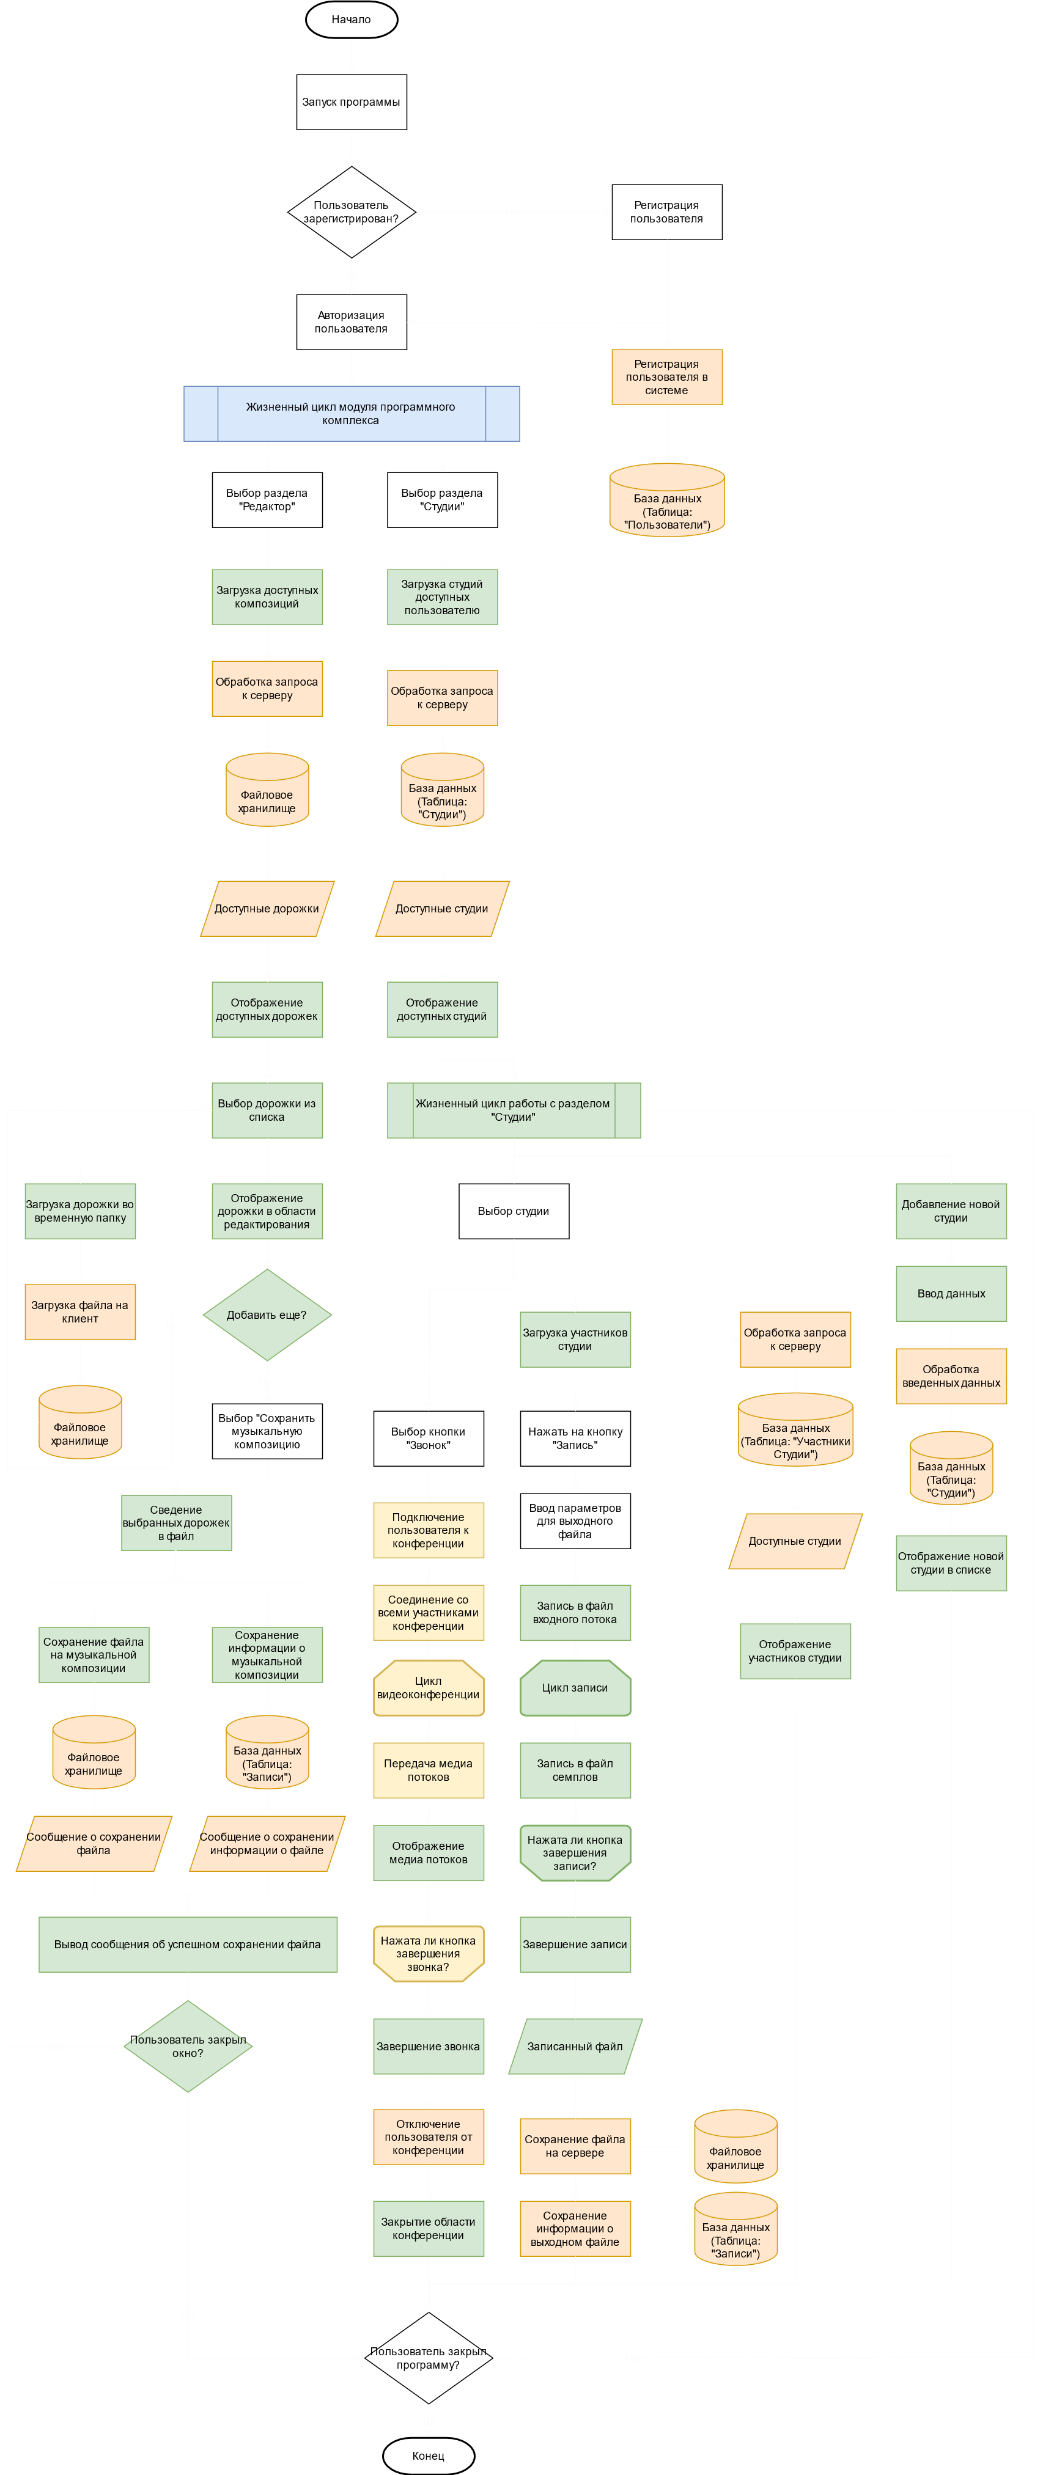 Начало
Запуск программы
Пользователь
зарегистрирован?
Регистрация
пользователя
Авторизация
пользователя
Регистрация
пользователя в
системе
Жизненный цикл модуля программного
комплекса
База данных
(Таблица:
"Пользователи")
Выбор раздела
"Редактор"
Выбор раздела
"Студии"
Загрузка доступных
композиций
Загрузка студий
доступных
пользователю
Обработка запроса
к серверу
Обработка запроса
к серверу
Файловое
хранилище
База данных
(Таблица:
"Студии")
Доступные дорожки
Доступные студии
Отображение
доступных дорожек
Отображение
доступных студий
Выбор дорожки из
списка
Жизненный цикл работы с разделом
"Студии"
Загрузка дорожки во
временную папку
Отображение
дорожки в области
редактирования
Выбор студии
Добавление новой
студии
Загрузка файла на
клиент
Добавить еще?
Загрузка участников
студии
Обработка запроса
к серверу
Ввод данных
Обработка
введенных данных
Файловое
хранилище
Выбор "Сохранить
музыкальную
композицию
Выбор кнопки
"Звонок"
Нажать на кнопку
"Запись"
База данных
(Таблица: "Участники
Студии")
База данных
(Таблица:
"Студии")
Сведение
выбранных дорожек
в файл
Подключение
пользователя к
конференции
Ввод параметров
для выходного
файла
Доступные студии
Отображение новой
студии в списке
Сохранение файла
на музыкальной
композиции
Сохранение
информации о
музыкальной
композиции
Соединение со
всеми участниками
конференции
Запись в файл
входного потока
Отображение
участников студии
Цикл
видеоконференции
Цикл записи
Файловое
хранилище
База данных
(Таблица:
"Записи")
Передача медиа
потоков
Запись в файл
семплов
Сообщение о сохранении
файла
Сообщение о сохранении
информации о файле
Отображение
медиа потоков
Нажата ли кнопка
завершения
записи?
Вывод сообщения об успешном сохранении файла
Нажата ли кнопка
завершения
звонка?
Завершение записи
Пользователь закрыл
окно?
Завершение звонка
Записанный файл
Отключение
пользователя от
конференции
Сохранение файла
на сервере
Файловое
хранилище
Закрытие области
конференции
Сохранение
информации о
выходном файле
База данных
(Таблица:
"Записи")
Пользователь закрыл
программу?
Конец